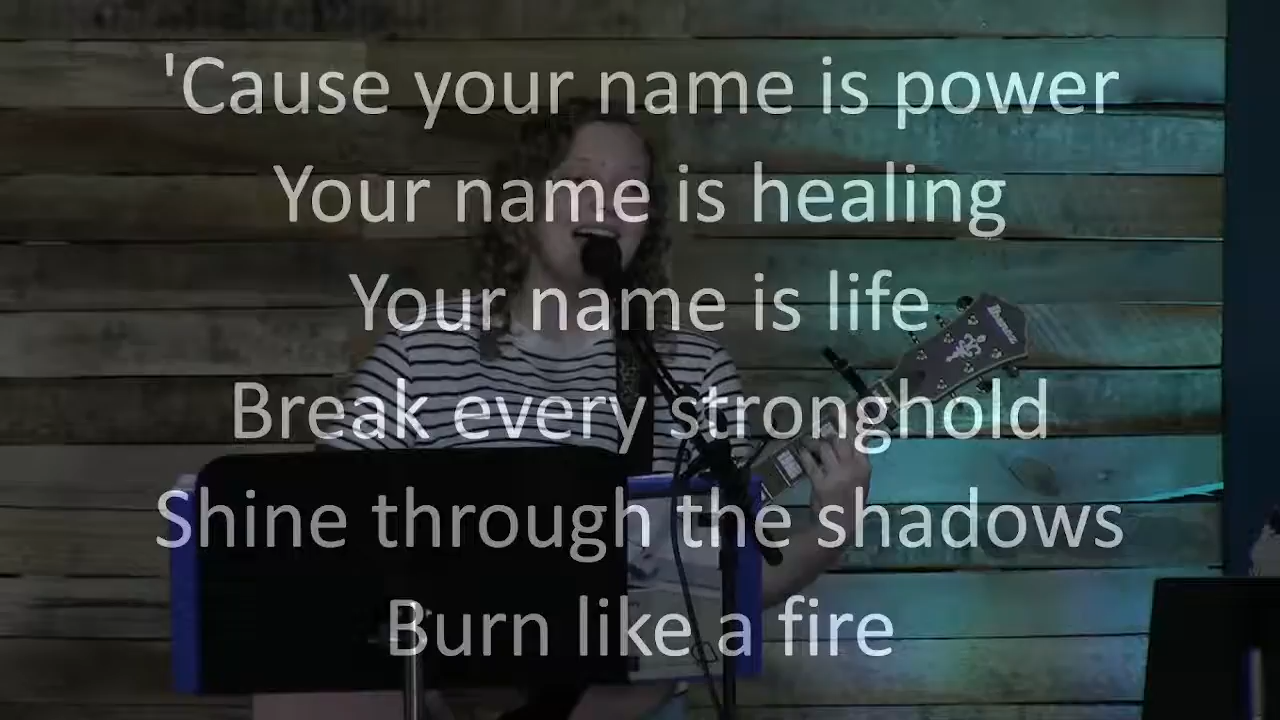 'Cause your name is power
Your name is healing
Your name is life
Break every stronghold
Shine through the shadows
Burn like a fire
Ibanez